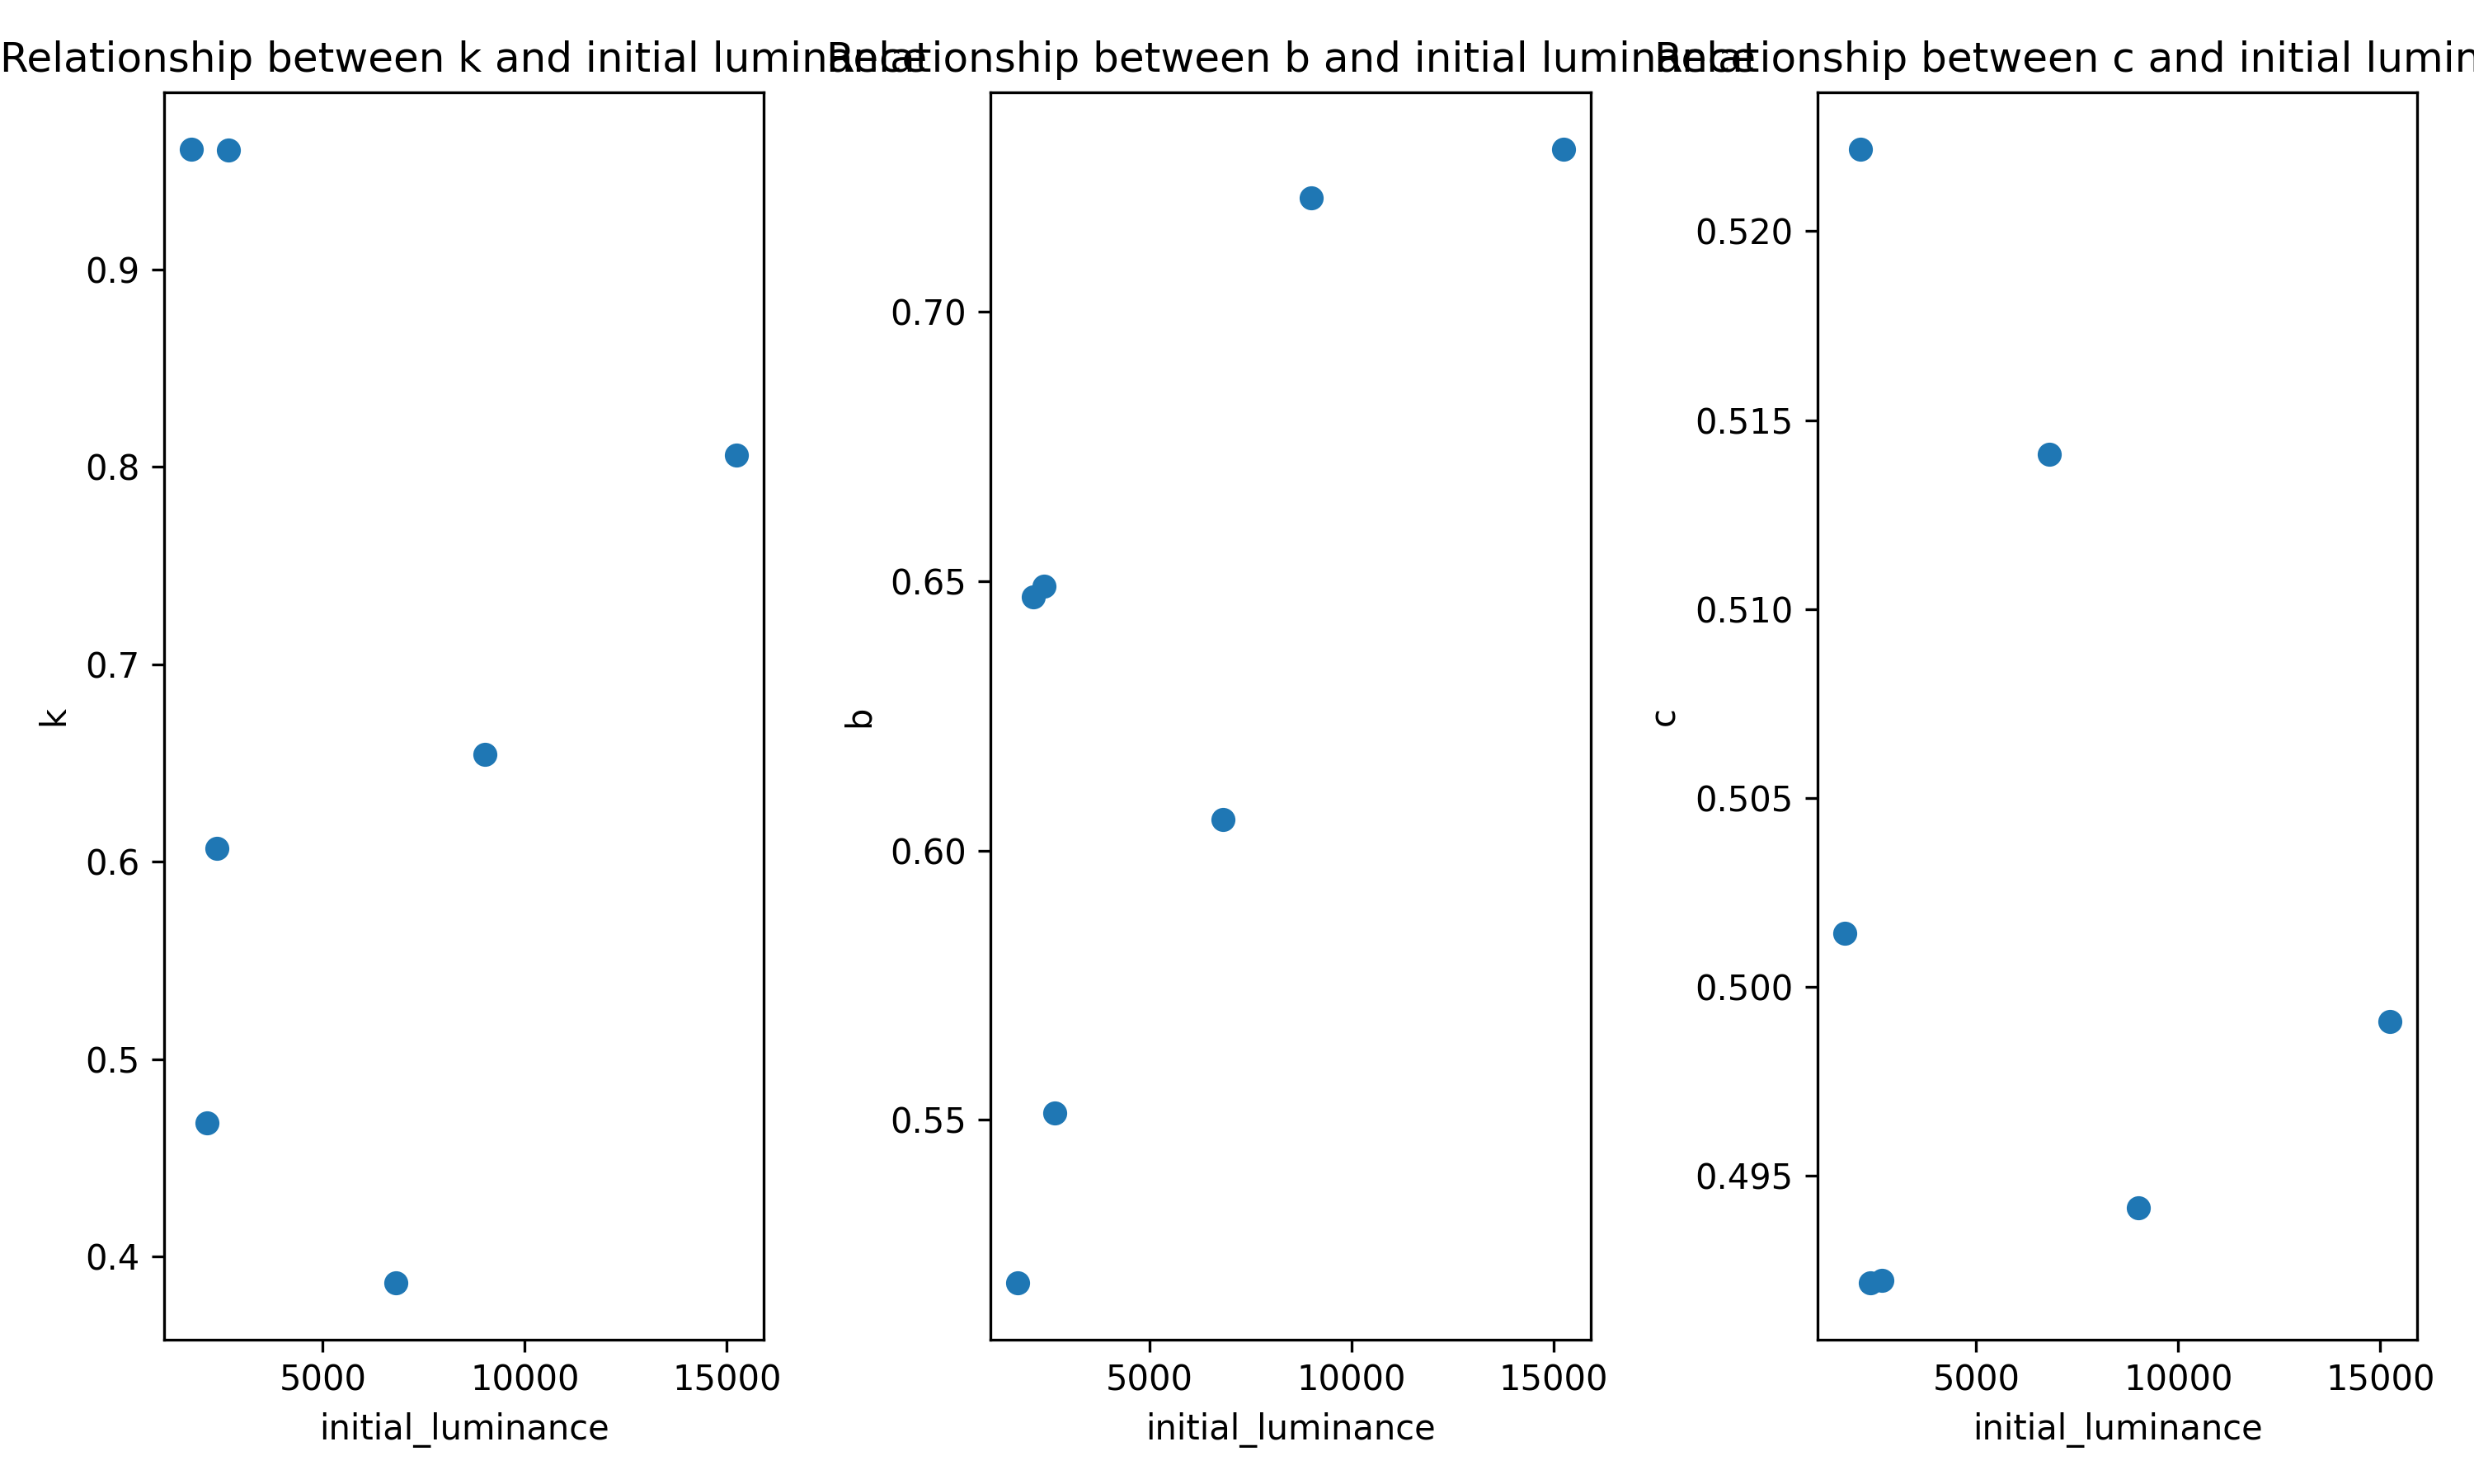 Relationship between k and initial luminance
Relationship between b and initial luminance
Relationship between c and initial lumin
0.9
0.8
0.7
0.6
0.5
0.4
k
5000 10000 15000
initial_luminance
0.70
0.65
0.60
0.55
b
5000 10000 15000
initial_luminance
0.520
0.515
0.510
0.505
0.500
0.495
c
5000 10000 15000
initial_luminance